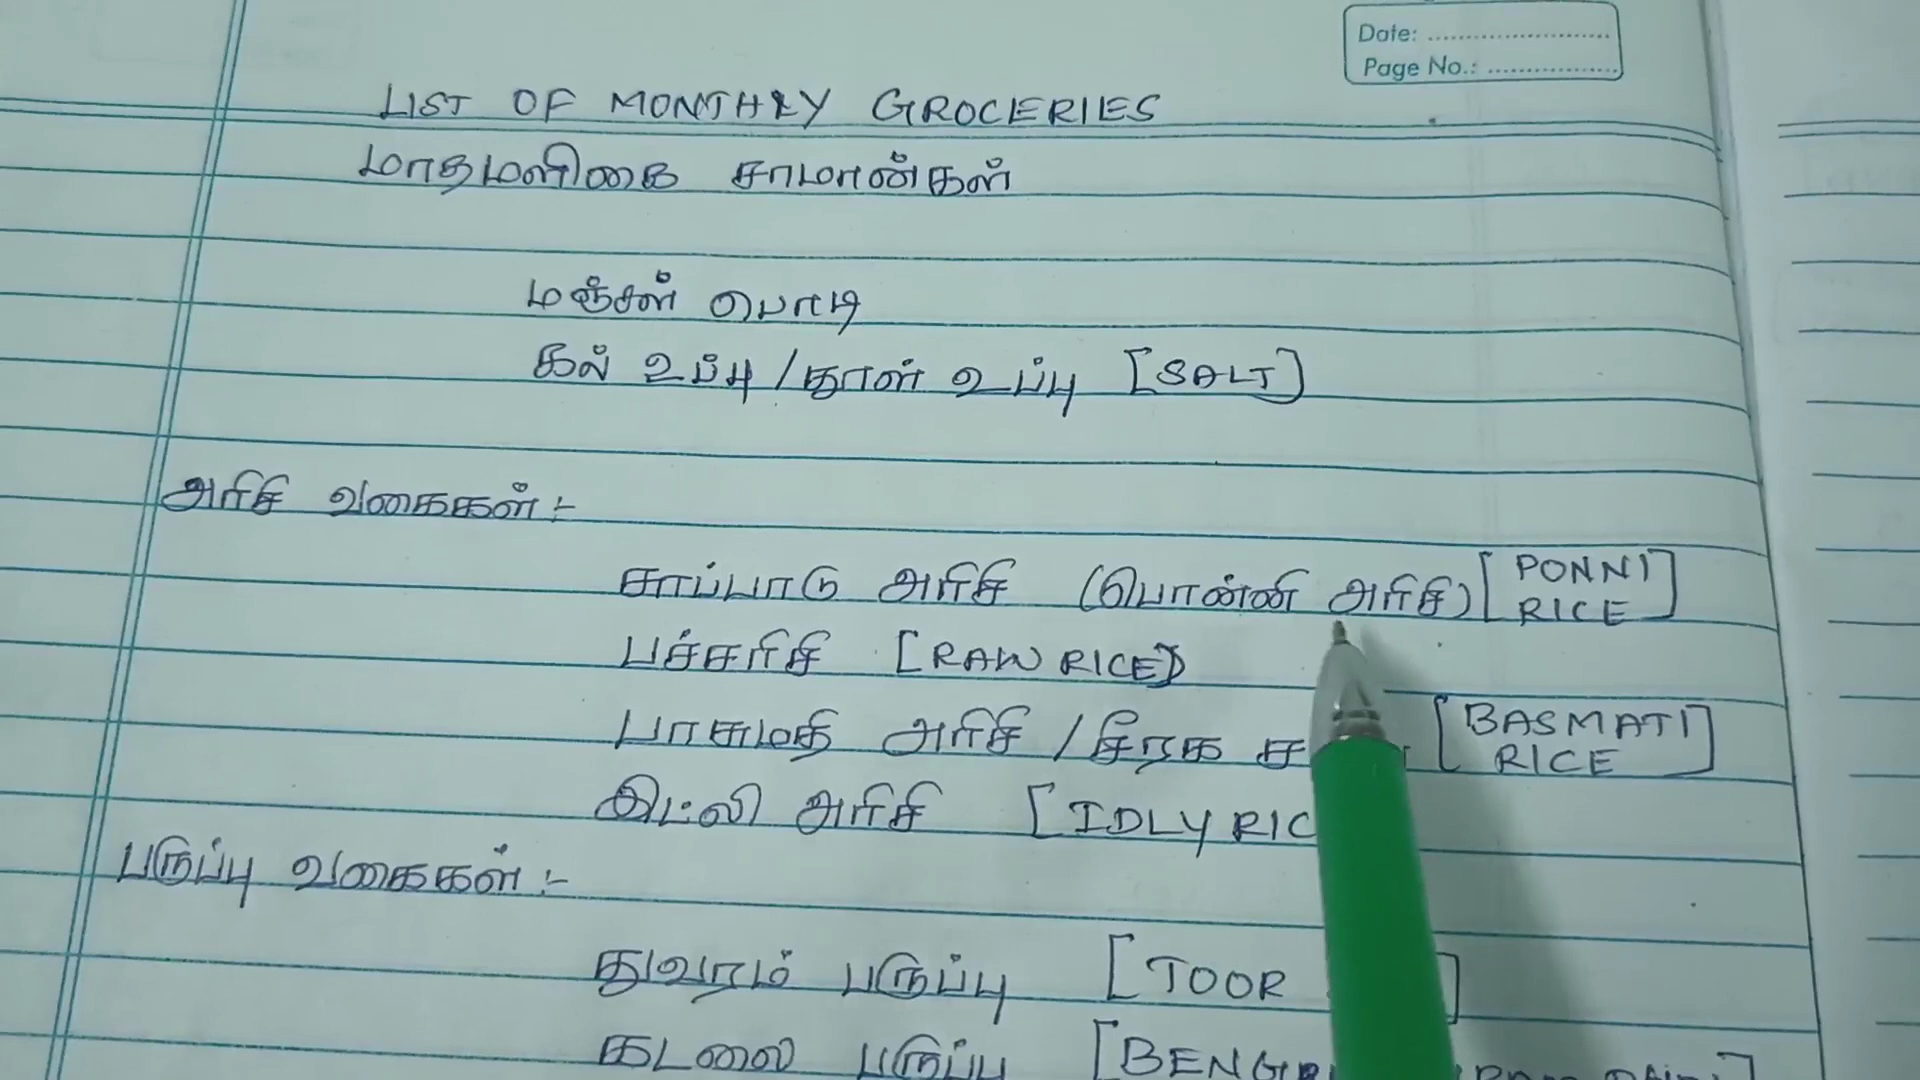 Date: ..........................
Page No.: ...................
LIST OF MONTHLY GROCERIES
மாதமளிகை சாமான்கள்
மஞ்சள் பொடி
கல் உப்பு / தூள் உப்பு [SALT]
அரிசி வகைகள் :-
சாப்பாடு அரிசி (பொன்னி அரிசி) [PONNI RICE]
பச்சரிசி [RAW RICE]
பாசுமதி அரிசி / சீரக [BASMATI RICE]
இட்லி அரிசி [IDLY
பருப்பு வகைகள் :-
துவரம் பருப்பு [TOOR ]
கடலை பருப்பு